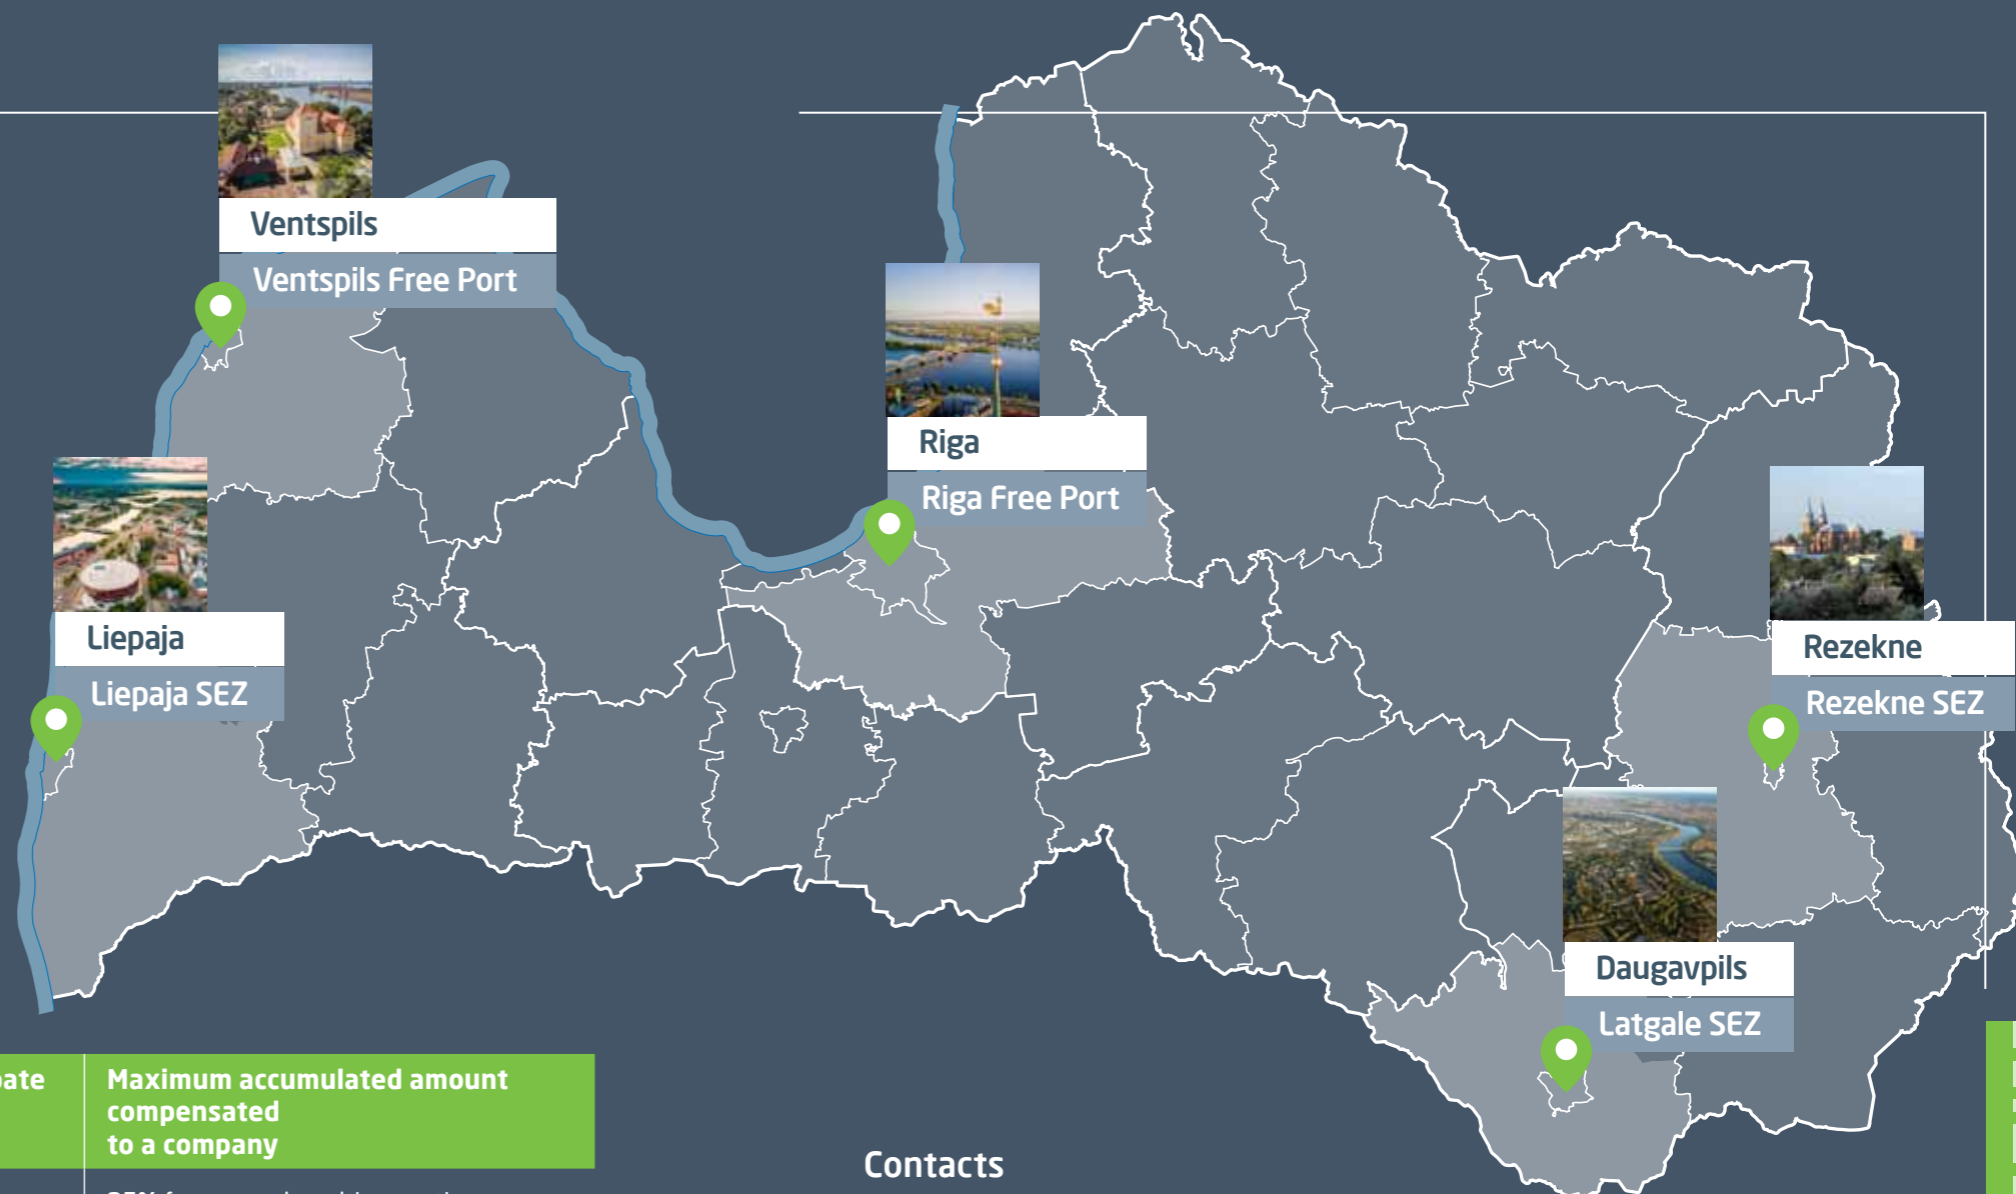 Ventspils
Ventspils Free Port
Riga
Riga Free Port
Liepaja
Liepaja SEZ
Rezekne
Rezekne SEZ
Daugavpils
Latgale SEZ
Maximum accumulated amount
compensated
to a company
Contacts